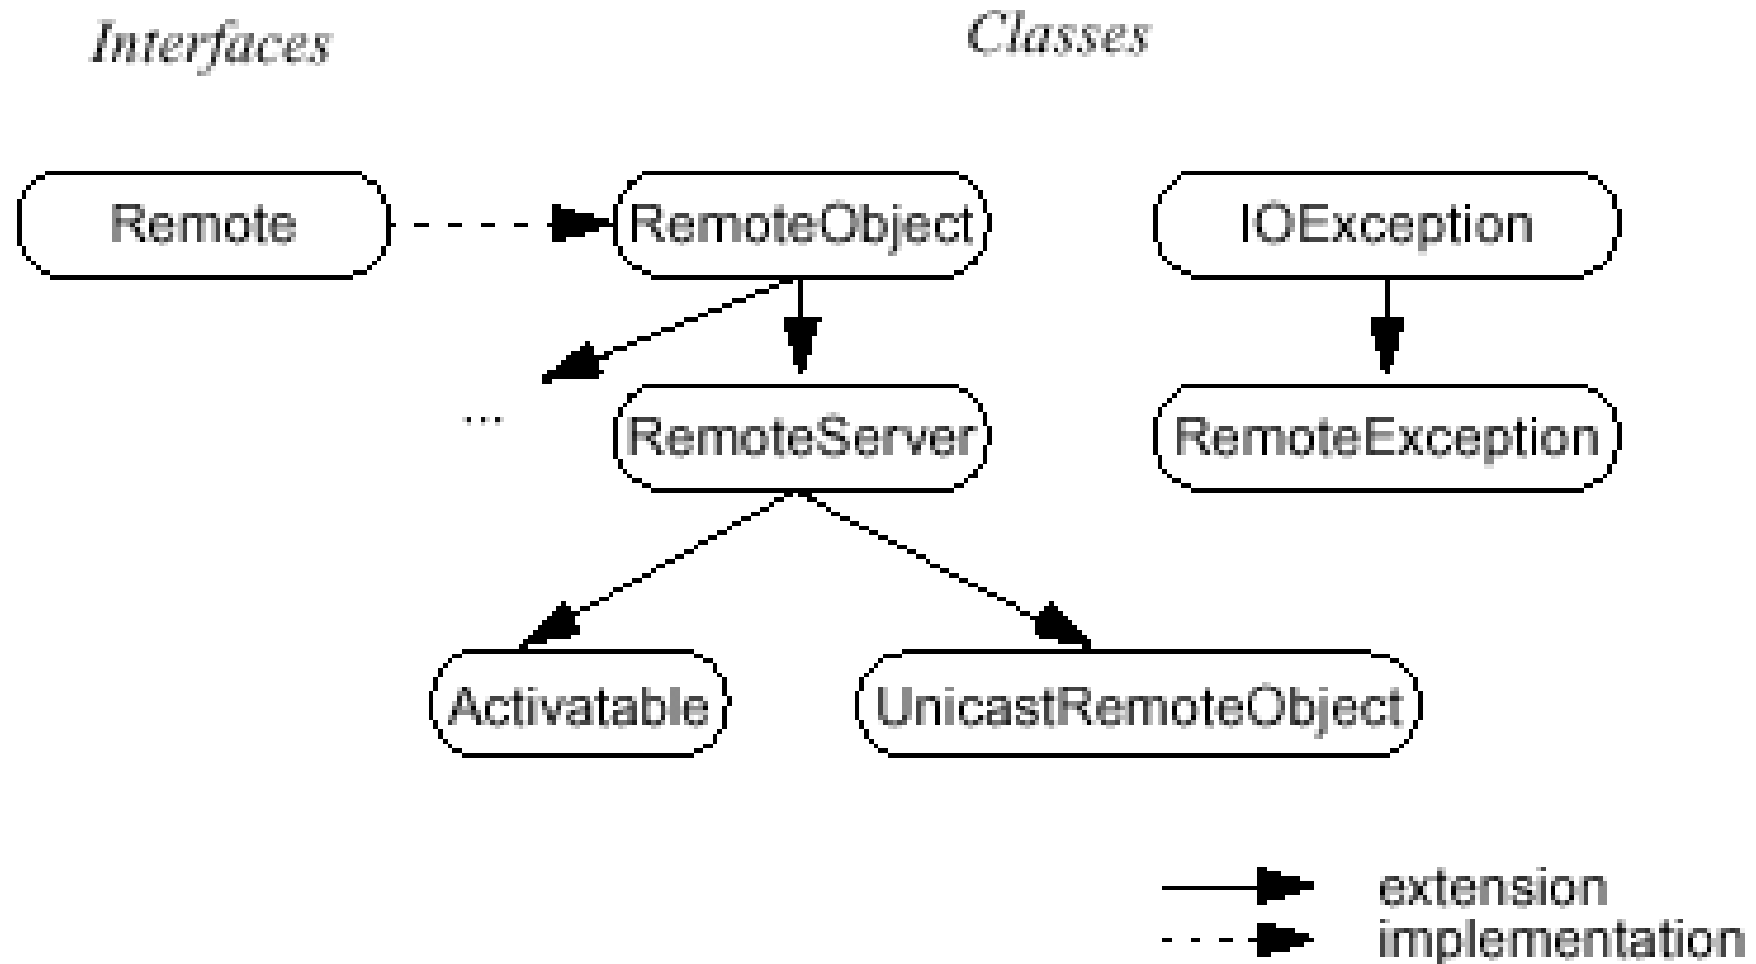 Interfaces
Classes
Remote
RemoteObject
IOException
...
RemoteServer
RemoteException
Activatable
UnicastRemoteObject
extension
implementation